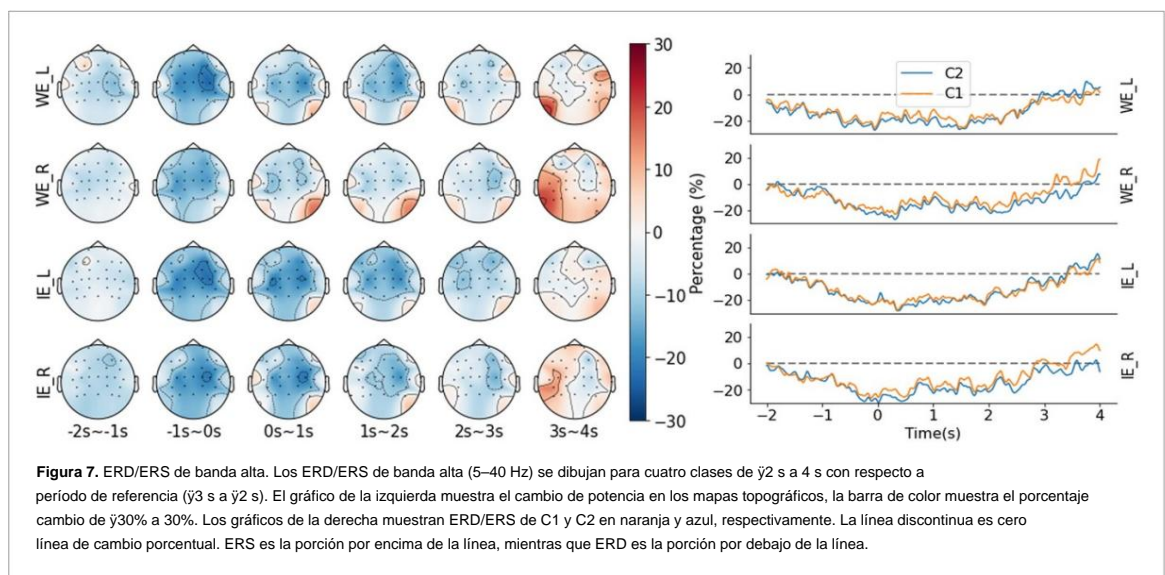 WE_L
WE_R
IE_L
IE_R
-2s~-1s
-1s~0s
0s~1s
1s~2s
2s~3s
3s~4s
30
20
10
0
−10
−20
−30
Percentage (%)
C2
C1
20
0
−20
WE_L
20
0
−20
WE_R
20
0
−20
IE_L
20
0
−20
IE_R
−2
−1
0
1
2
3
4
Time(s)
Figura 7. ERD/ERS de banda alta. Los ERD/ERS de banda alta (5–40 Hz) se dibujan para cuatro clases de ÿ2 s a 4 s con respecto a
período de referencia (ÿ3 s a ÿ2 s). El gráfico de la izquierda muestra el cambio de potencia en los mapas topográficos, la barra de color muestra el porcentaje
cambio de ÿ30% a 30%. Los gráficos de la derecha muestran ERD/ERS de C1 y C2 en naranja y azul, respectivamente. La línea discontinua es cero
línea de cambio porcentual. ERS es la porción por encima de la línea, mientras que ERD es la porción por debajo de la línea.